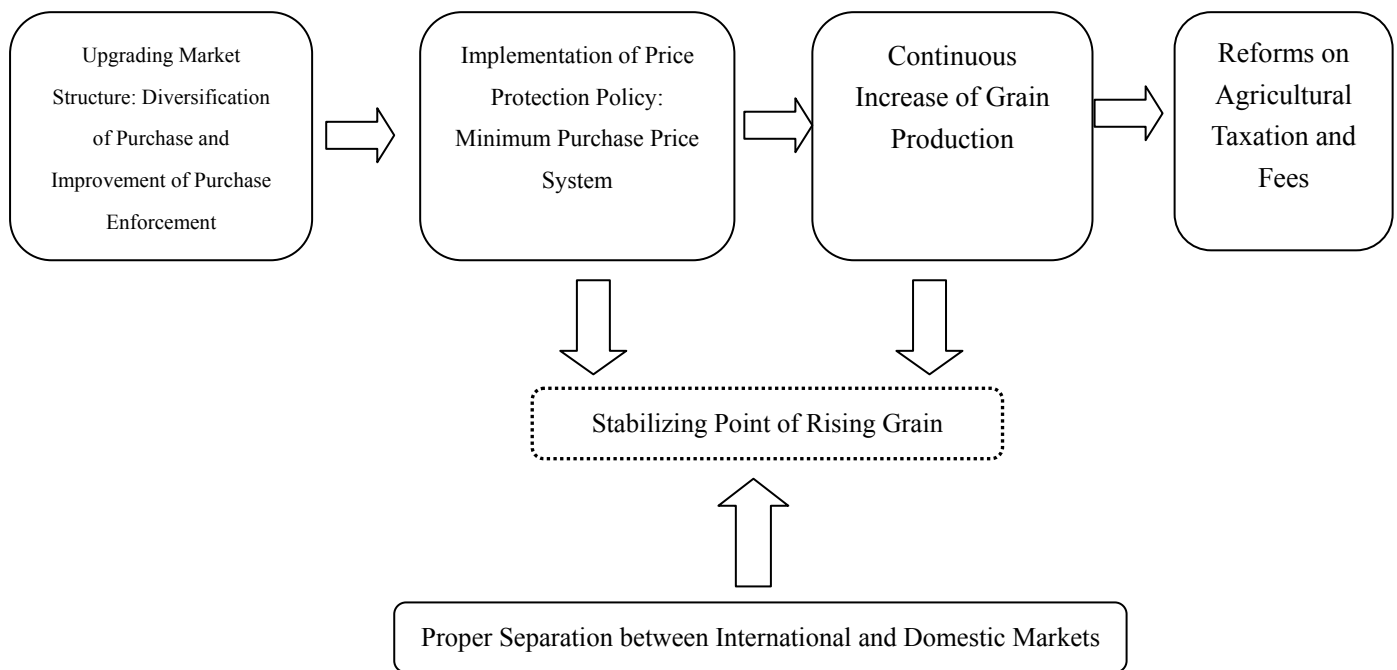 Upgrading Market
Structure: Diversification
of Purchase and
Improvement of Purchase
Enforcement
Implementation of Price
Protection Policy:
Minimum Purchase Price
System
Continuous
Increase of Grain
Production
Reforms on
Agricultural
Taxation and
Fees
Stabilizing Point of Rising Grain
Proper Separation between International and Domestic Markets